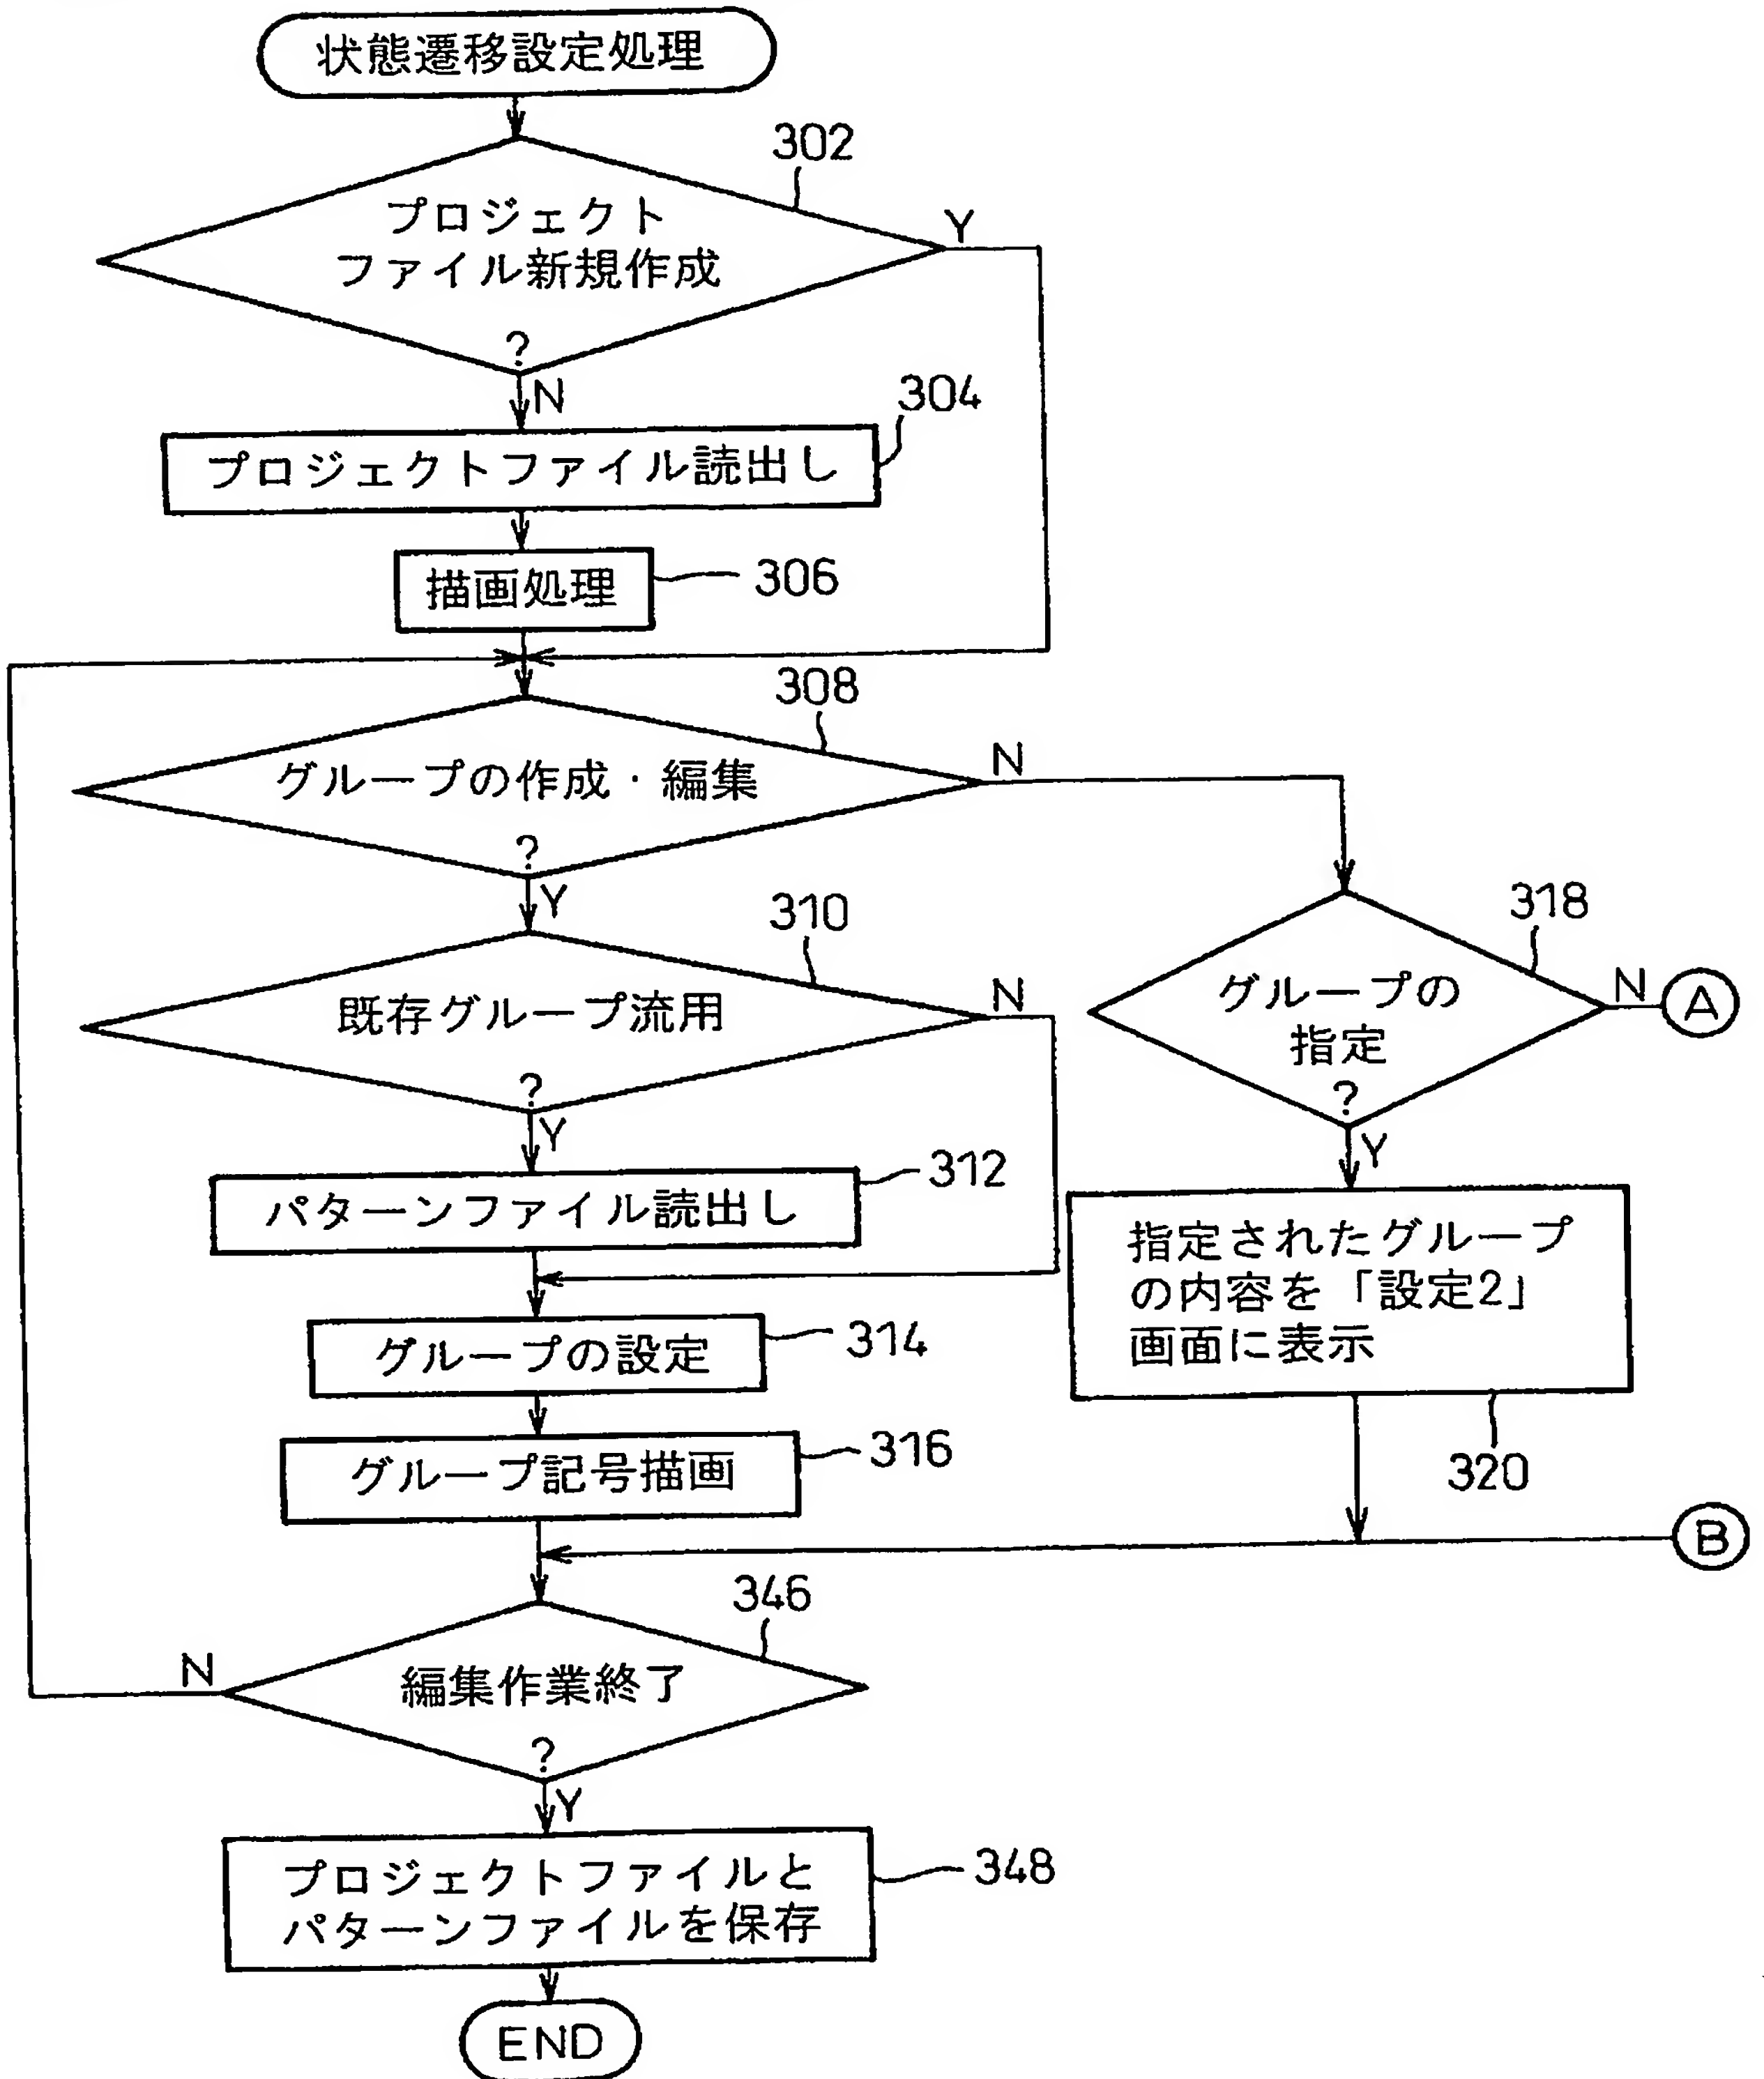 状態遷移設定処理
302
プロジェクト
ファイル新規作成
?
Y
N
304
プロジェクトファイル読出し
描画処理
306
308
グループの作成・編集
?
N
Y
310
既存グループ流用
?
N
Y
318
グループの
指定
?
N
A
Y
312
パターンファイル読出し
指定されたグループ
の内容を「設定2」
画面に表示
320
グループの設定
314
グループ記号描画
316
B
346
編集作業終了
?
N
Y
プロジェクトファイルと
パターンファイルを保存
348
END